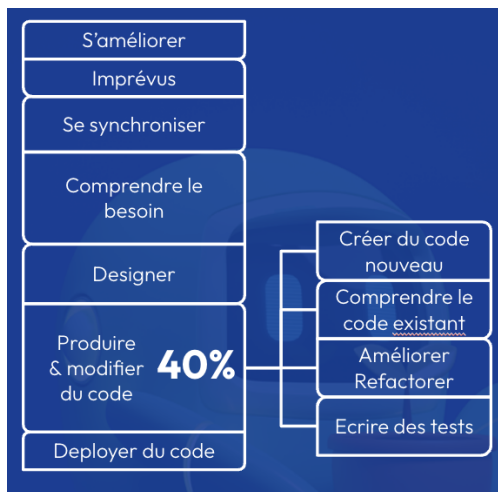 S'améliorer
Imprévus
Se synchroniser
Comprendre le
besoin
Designer
Produire
& modifier
du code
40%
Deployer du code
Créer du code
nouveau
Comprendre le
code existant
Améliorer
Refactorer
Ecrire des tests